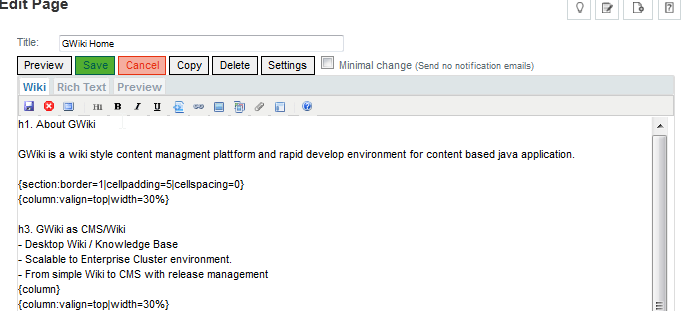 Edit Page
Title: GWiki Home
Preview Save Cancel Copy Delete Settings Minimal change (Send no notification emails)
Wiki Rich Text Preview
H1 B I U
h1. About GWiki
GWiki is a wiki style content managment plattform and rapid develop environment for content based java application.
{section:border=1|cellpadding=5|cellspacing=0}
{column:valign=top|width=30%}
h3. GWiki as CMS/Wiki
- Desktop Wiki / Knowledge Base
- Scalable to Enterprise Cluster environment.
- From simple Wiki to CMS with release management
{column}
{column:valign=top|width=30%}